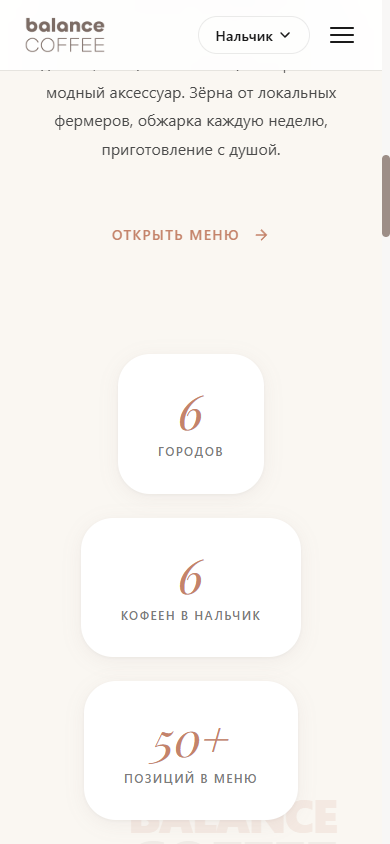 balance
COFFEE
Нальчик
модный аксессуар. Зёрна от локальных
фермеров, обжарка каждую неделю,
приготовление с душой.
ОТКРЫТЬ МЕНЮ
6
ГОРОДОВ
6
КОФЕЕН В НАЛЬЧИК
50+
ПОЗИЦИЙ В МЕНЮ
BALANCE